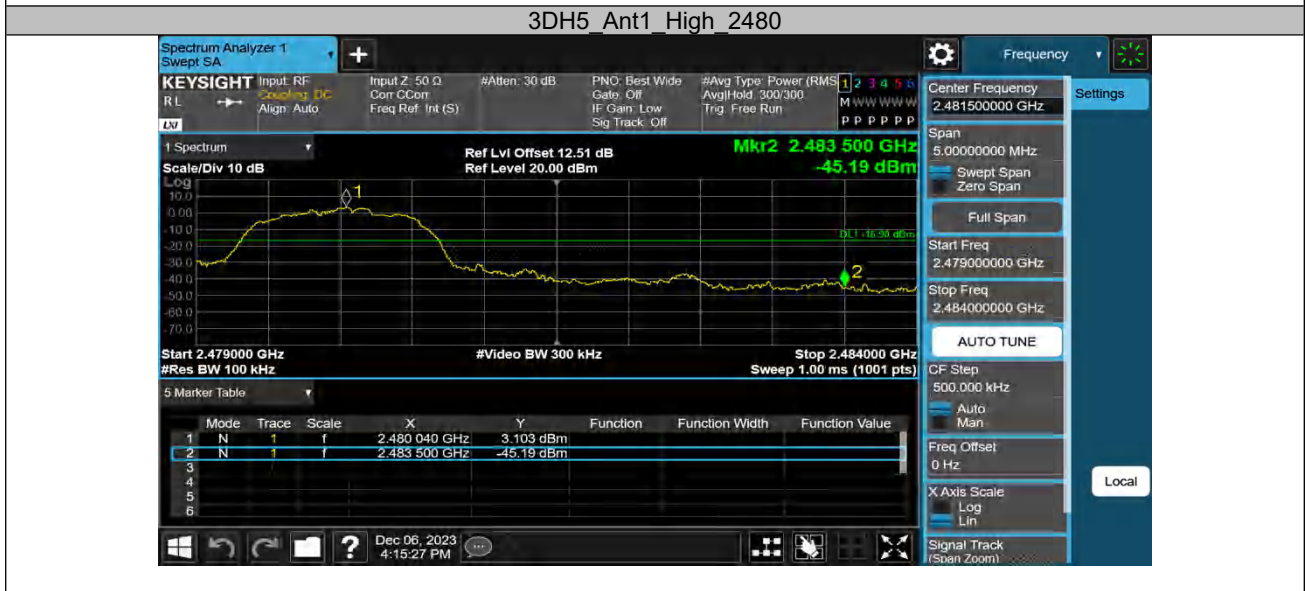 3DH5_Ant1_High_2480
Spectrum Analyzer 1
Swept SA
Frequency
KEYSIGHT
R L
LXI
Input: RF
Coupling: DC
Align: Auto
Input Z: 50 Ω
Corr CCorr
Freq Ref: Int (S)
#Atten: 30 dB
PNO: Best Wide
Gate: Off
IF Gain: Low
Sig Track: Off
#Avg Type: Power (RMS
Avg|Hold: 300/300
Trig: Free Run
1 2 3 4 5 6
M W W W W W
P P P P P P
1 Spectrum
Scale/Div 10 dB
Ref Lvl Offset 12.51 dB
Ref Level 20.00 dBm
Mkr2 2.483 500 GHz
-45.19 dBm
Log
10.0
0.00
-10.0
-20.0
-30.0
-40.0
-50.0
-60.0
-70.0
1
DL1 -16.90 dBm
2
Start 2.479000 GHz
#Res BW 100 kHz
#Video BW 300 kHz
Stop 2.484000 GHz
Sweep 1.00 ms (1001 pts)
5 Marker Table
Mode Trace Scale X Y Function Function Width Function Value
1 N 1 f 2.480 040 GHz 3.103 dBm
2 N 1 f 2.483 500 GHz -45.19 dBm
3
4
5
6
Dec 06, 2023
4:15:27 PM
Center Frequency
2.481500000 GHz
Settings
Span
5.00000000 MHz
Swept Span
Zero Span
Full Span
Start Freq
2.479000000 GHz
Stop Freq
2.484000000 GHz
AUTO TUNE
CF Step
500.000 kHz
Auto
Man
Freq Offset
0 Hz
Local
X Axis Scale
Log
Lin
Signal Track
(Span Zoom)